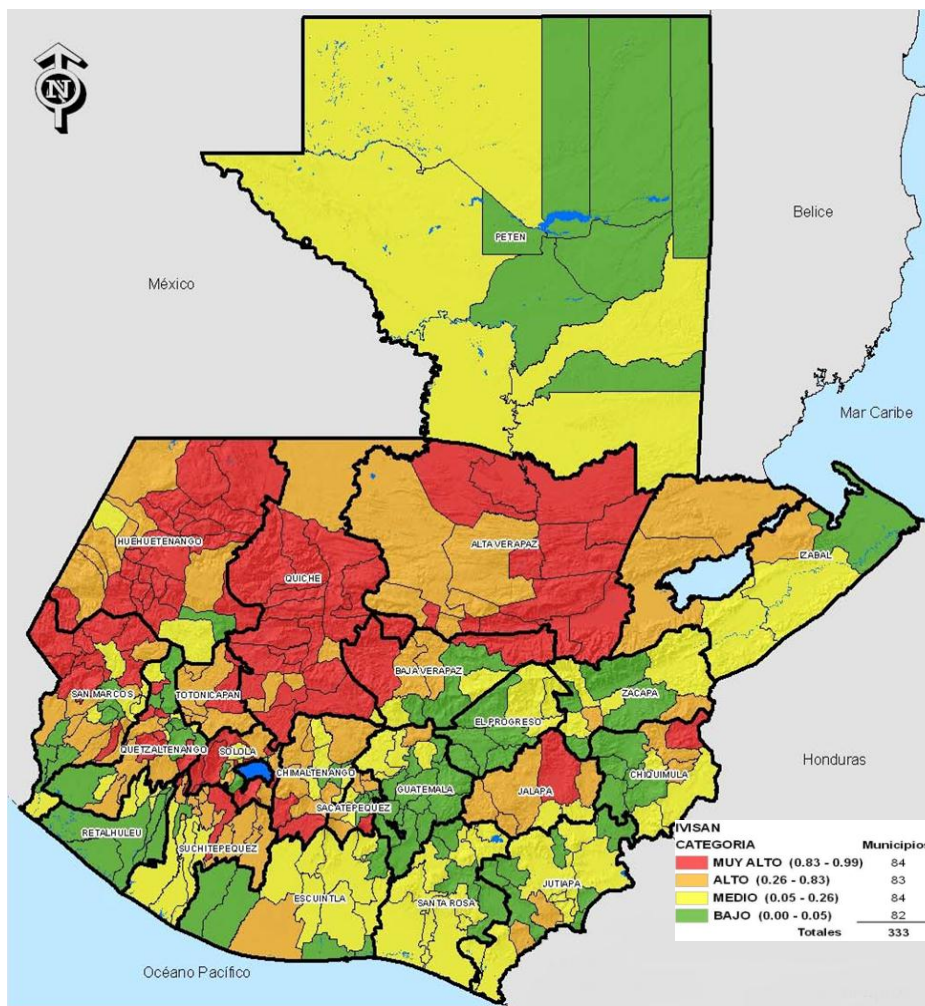 N
Belice
PETEN
México
Mar Caribe
HUEHUETENANGO
ALTA VERAPAZ
IZABAL
QUICHE
BAJA VERAPAZ
SAN MARCOS
TOTONICAPAN
ZACAPA
EL PROGRESO
QUETZALTENANGO
SOLOLA
CHIMALTENANGO
Honduras
GUATEMALA
JALAPA
CHIQUIMULA
SACATEPEQUEZ
RETALHULEU
SUCHITEPEQUEZ
JUTIAPA
ESCUINTLA
SANTA ROSA
Océano Pacífico
IVISAN
CATEGORIA Municipios
MUY ALTO (0.83 - 0.99) 84
ALTO (0.26 - 0.83) 83
MEDIO (0.05 - 0.26) 84
BAJO (0.00 - 0.05) 82
Totales 333